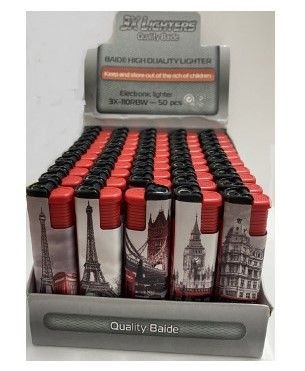 3X LIGHTERS
Quality Baide
BAIDE HIGH QUALITY LIGHTER
Keep and store out of the rich of children
Electronic lighter
3X-110RBW — 50 pcs
Quality Baide